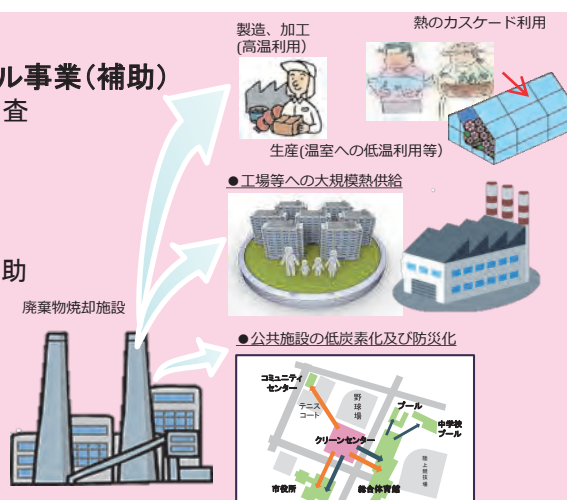 ル事業（補助）
査
助
製造、加工
(高温利用）
熱のカスケード利用
生産(温室への低温利用等）
●工場等への大規模熱供給
廃棄物焼却施設
●公共施設の低炭素化及び防災化
コミュニティ
センター
テニス
コート
野球場
プール
中学校
プール
クリーンセンター
陸上競技場
市役所
総合体育館